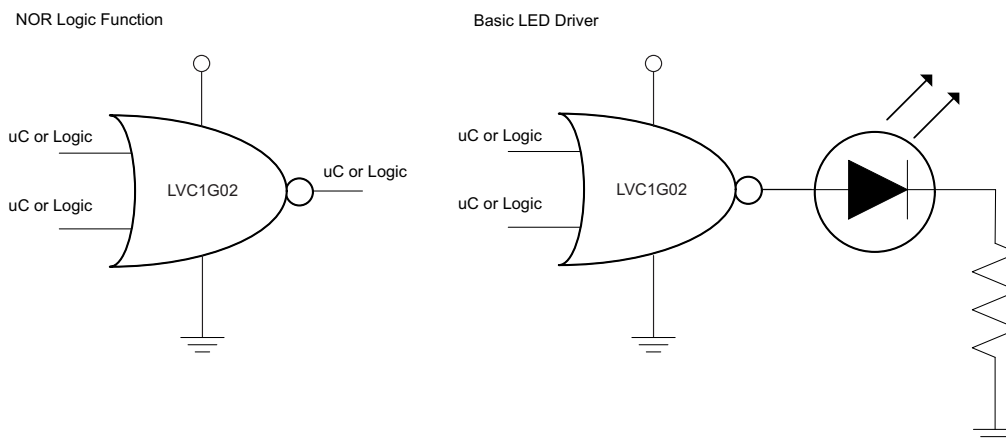 NOR Logic Function
uC or Logic
uC or Logic
LVC1G02
uC or Logic
Basic LED Driver
uC or Logic
uC or Logic
LVC1G02